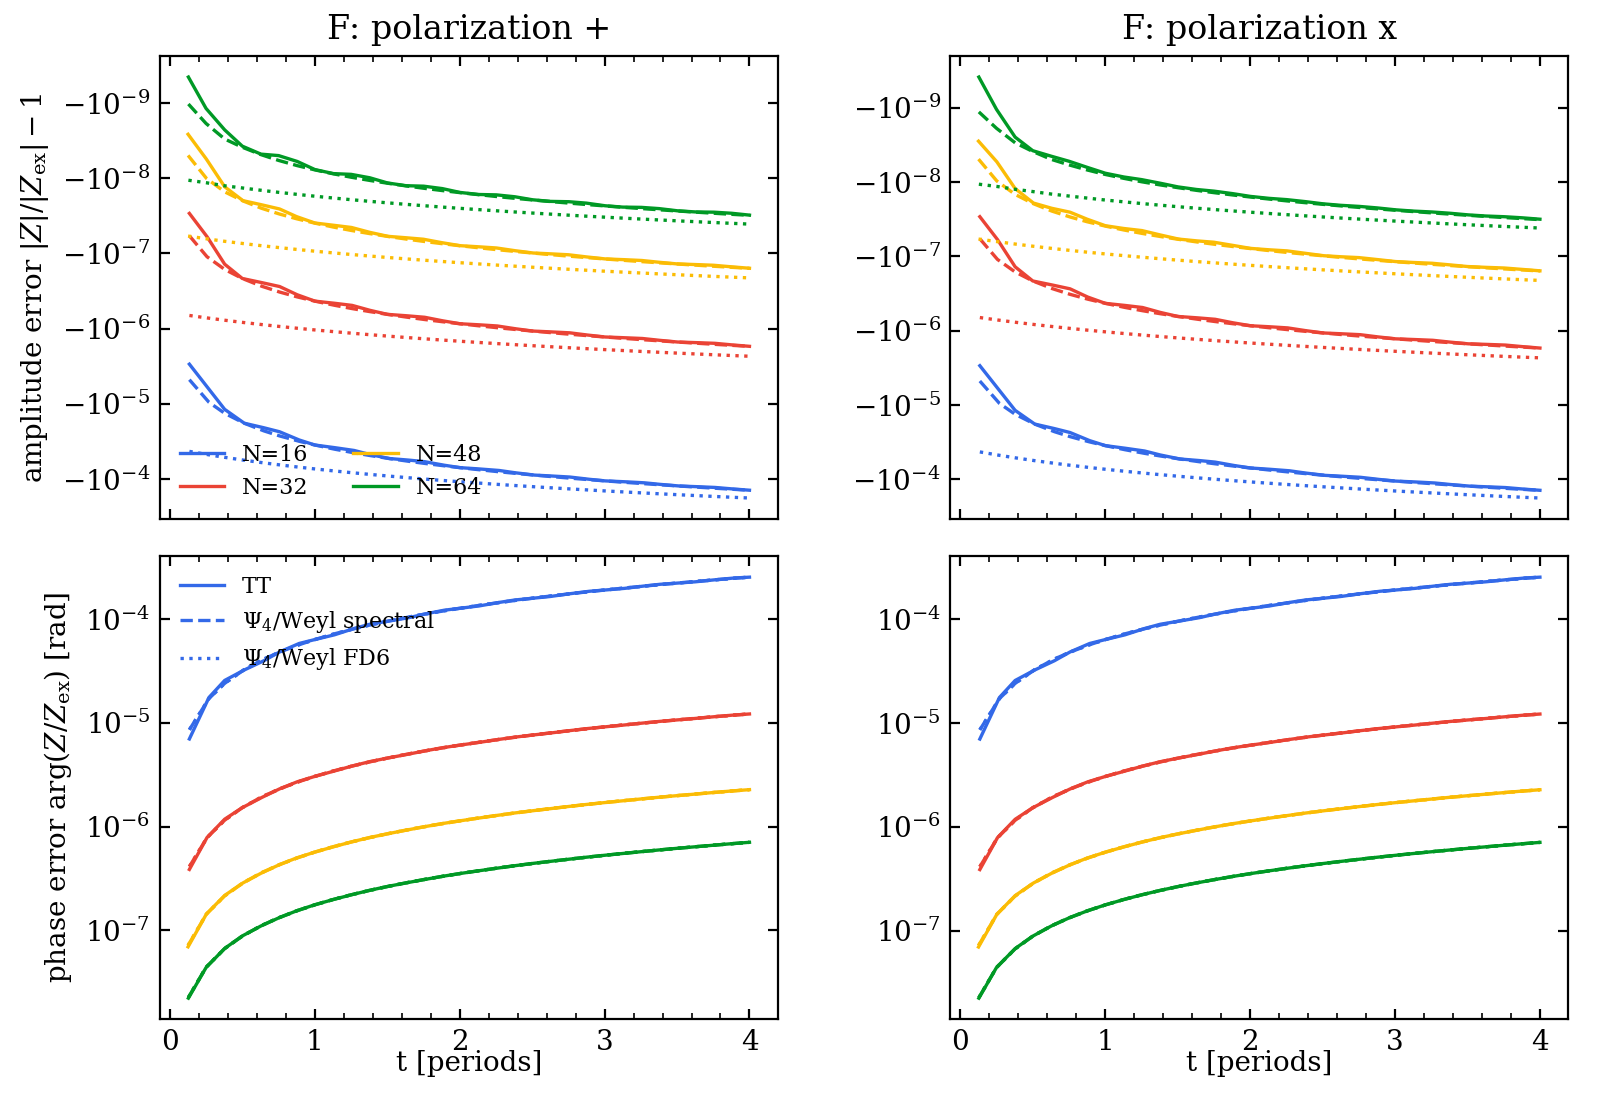 F: polarization +
F: polarization x
amplitude error |Z|/|Z_ex| − 1
−10⁻⁹
−10⁻⁸
−10⁻⁷
−10⁻⁶
−10⁻⁵
−10⁻⁴
N=16
N=48
N=32
N=64
−10⁻⁹
−10⁻⁸
−10⁻⁷
−10⁻⁶
−10⁻⁵
−10⁻⁴
phase error arg(Z/Z_ex) [rad]
10⁻⁴
10⁻⁵
10⁻⁶
10⁻⁷
TT
Ψ₄/Weyl spectral
Ψ₄/Weyl FD6
0 1 2 3 4
t [periods]
10⁻⁴
10⁻⁵
10⁻⁶
10⁻⁷
0 1 2 3 4
t [periods]